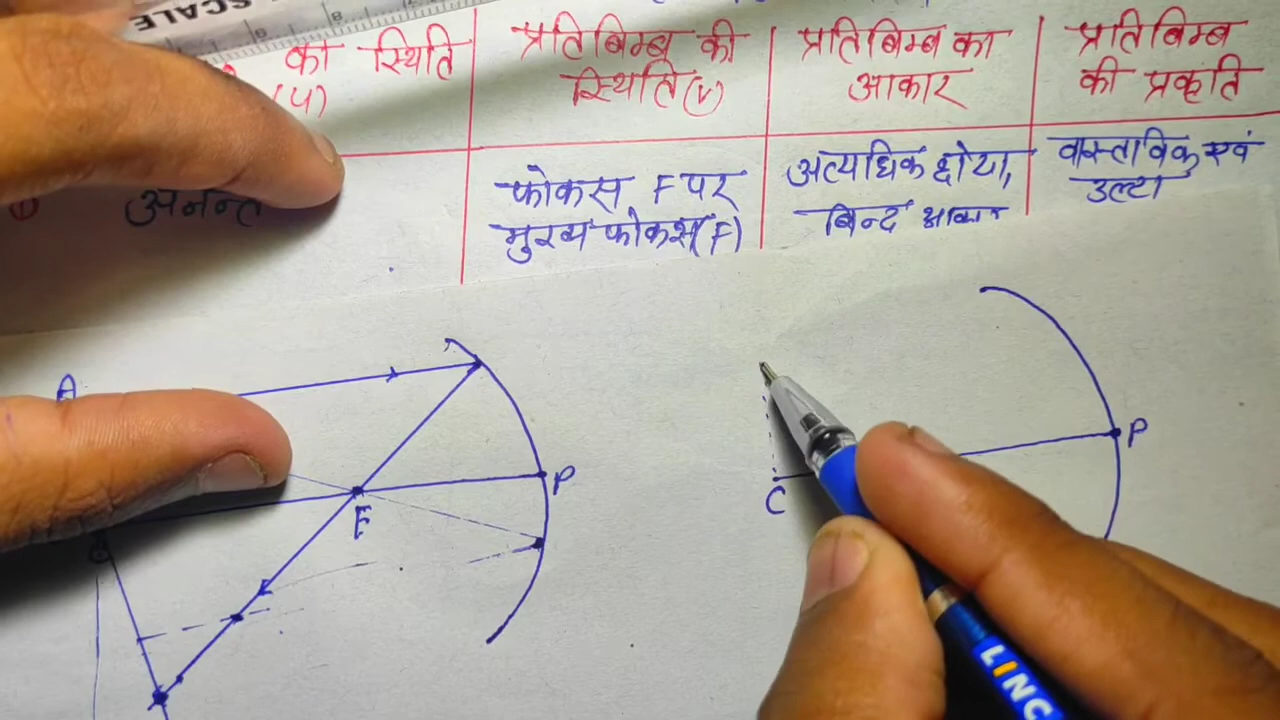 SCALE
का स्थिति
(u)
प्रतिबिम्ब की
स्थिति(v)
प्रतिबिम्ब का
आकार
प्रतिबिम्ब
की प्रकृति
अनन्त
फोकस F पर
मुख्य फोकस(F)
अत्यधिक छोटा,
बिन्दु आकार
वास्तविक एवं
उल्टा
A
P
F
C
P
LINC